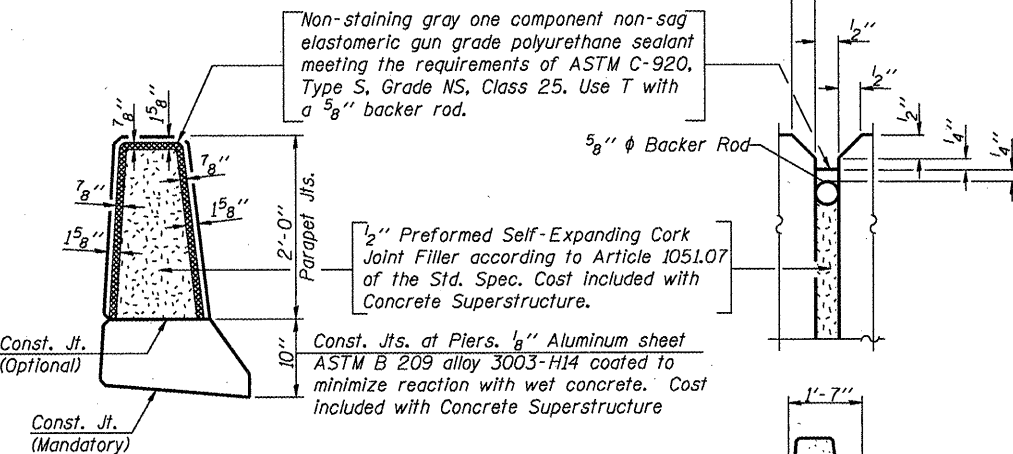 Non-staining gray one component non-sag
elastomeric gun grade polyurethane sealant
meeting the requirements of ASTM C-920,
Type S, Grade NS, Class 25. Use T with
a 5/8" backer rod.
7/8"
1 5/8"
7/8"
7/8"
1 5/8"
1 5/8"
2'-0"
Parapet Jts.
10"
1/2"
1/2"
1/2"
1/4"
1/4"
5/8" ϕ Backer Rod
1/2" Preformed Self-Expanding Cork
Joint Filler according to Article 1051.07
of the Std. Spec. Cost included with
Concrete Superstructure.
Const. Jt.
(Optional)
Const. Jts. at Piers. 1/8" Aluminum sheet
ASTM B 209 alloy 3003-H14 coated to
minimize reaction with wet concrete. Cost
included with Concrete Superstructure
Const. Jt.
(Mandatory)
1'-7"